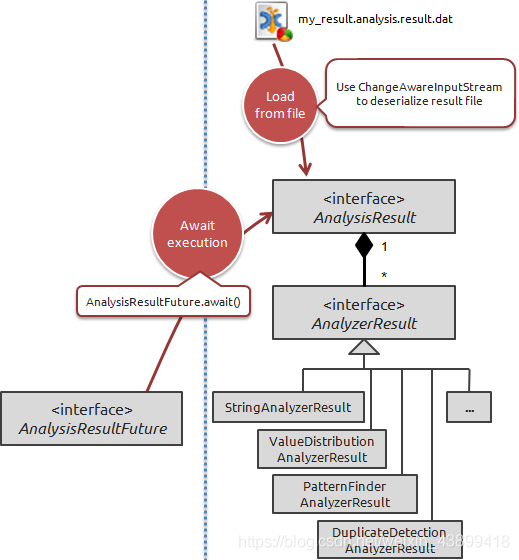 my_result.analysis.result.dat
Load
from file
Use ChangeAwareInputStream
to deserialize result file
<interface>
AnalysisResult
Await
execution
1
*
AnalysisResultFuture.await()
<interface>
AnalyzerResult
<interface>
AnalysisResultFuture
StringAnalyzerResult
...
ValueDistribution
AnalyzerResult
PatternFinder
AnalyzerResult
DuplicateDetection
AnalyzerResult